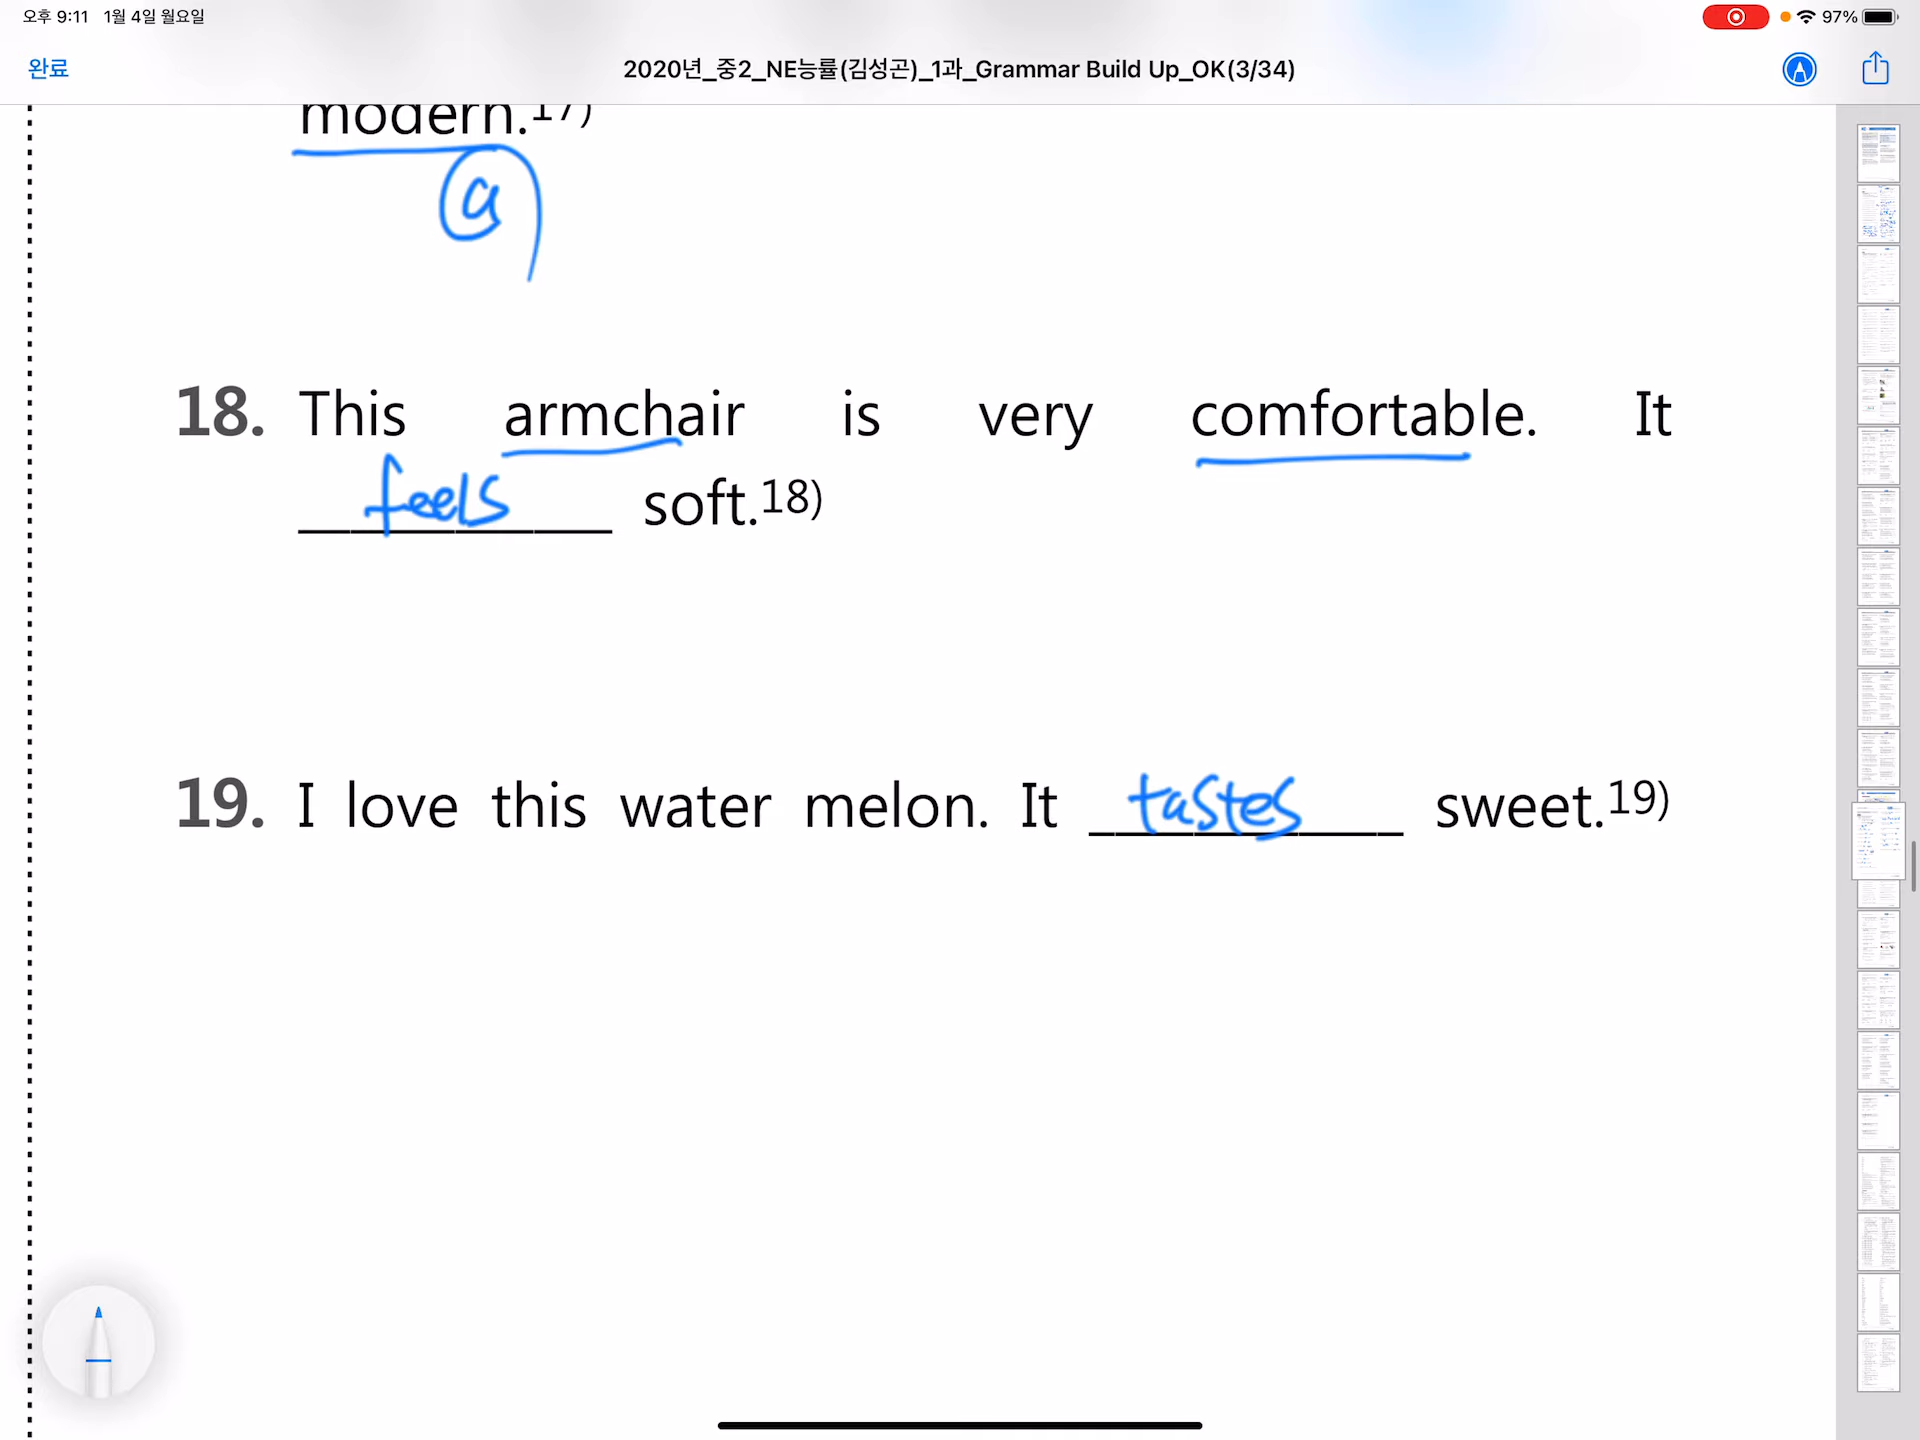 오후 9:11 1월 4일 월요일
97%
완료
2020년_중2_NE능률(김성곤)_1과_Grammar Build Up_OK(3/34)
modern.17)
a
18. This armchair is very comfortable. It
feels soft.18)
19. I love this water melon. It tastes sweet.19)